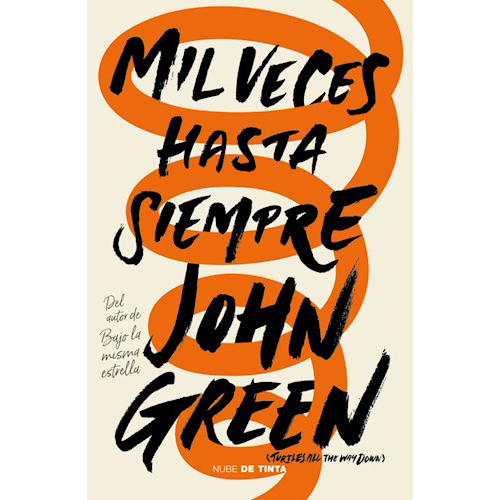 MIL VECES
HASTA
SIEMPRE
JOHN
GREEN
Del
autor de
Bajo la
misma
estrella
(TURTLES ALL THE WAY DOWN)
NUBE DE TINTA